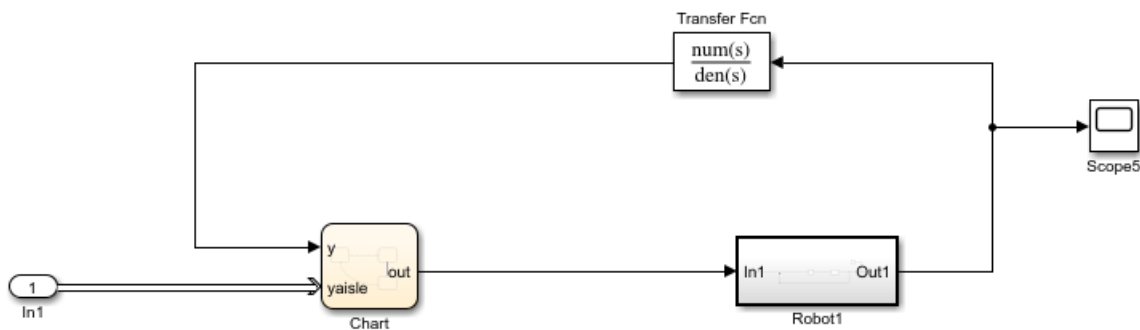 Transfer Fcn
num(s)
den(s)
Scope5
y
yaisle
out
Chart
1
In1
In1
Out1
Robot1